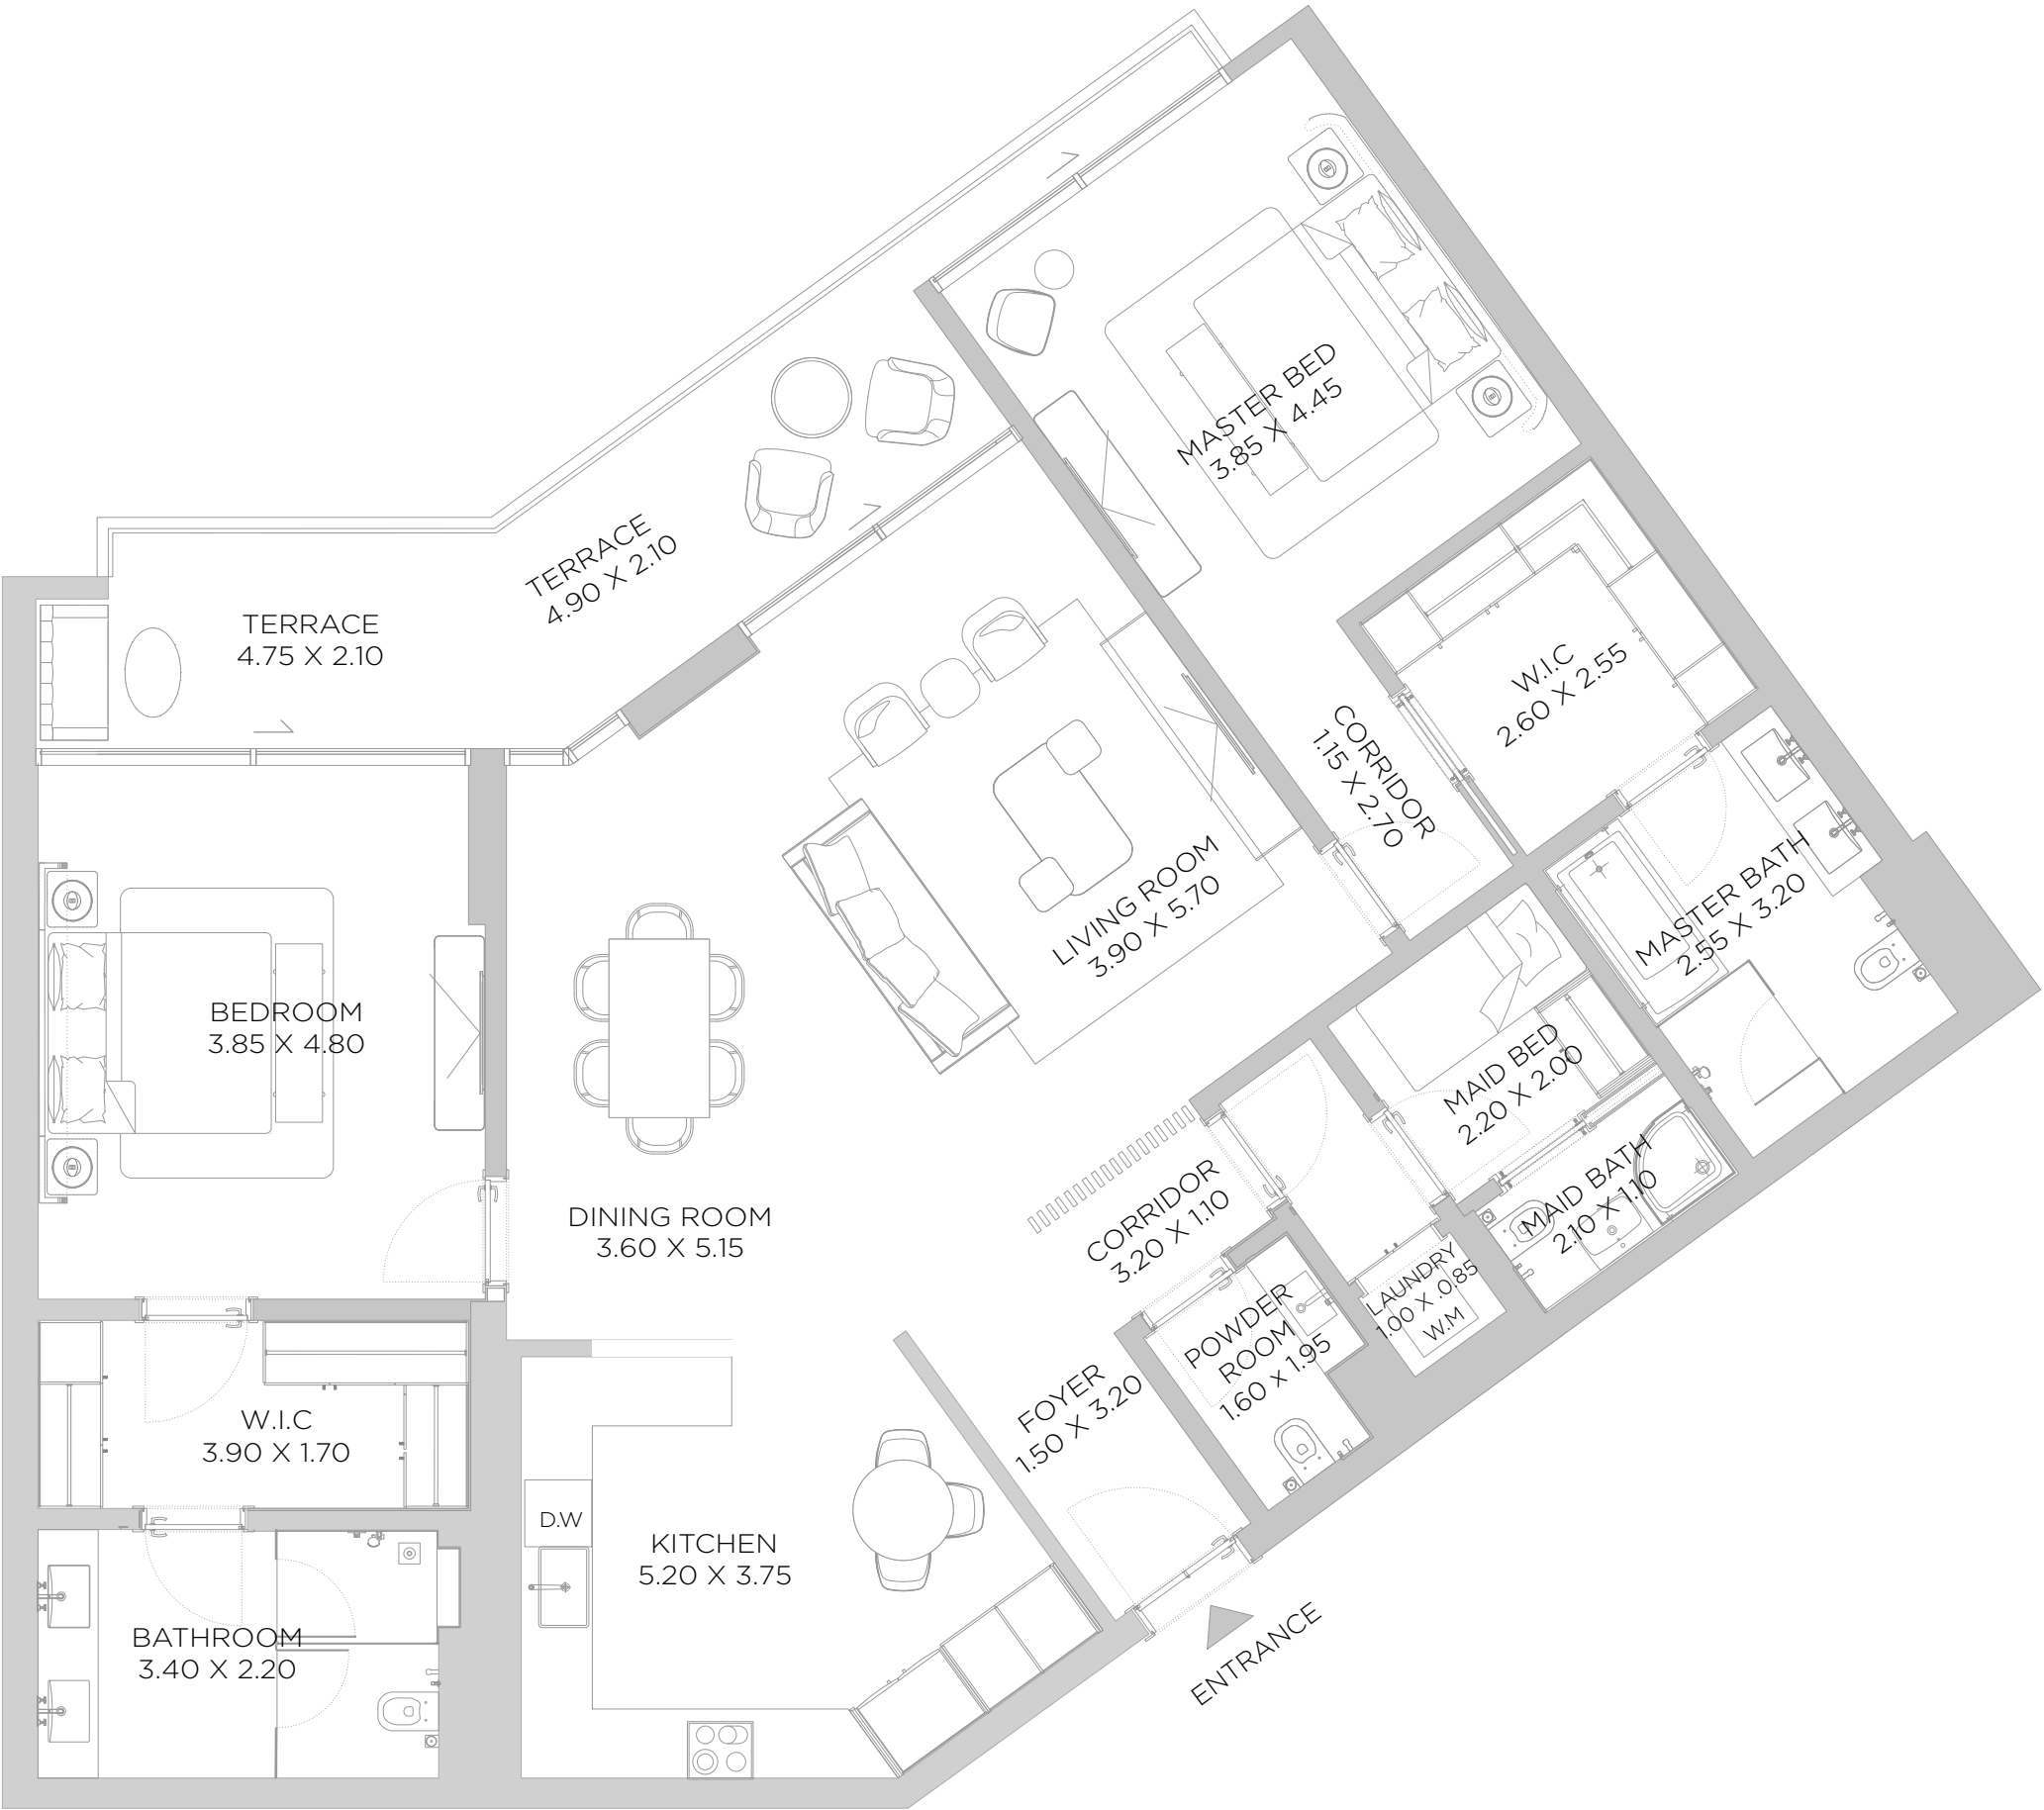 MASTER BED
3.85 X 4.45
TERRACE
4.90 X 2.10
TERRACE
4.75 X 2.10
W.I.C
2.60 X 2.55
CORRIDOR
1.15 X 2.70
LIVING ROOM
3.90 X 5.70
MASTER BATH
2.55 X 3.20
BEDROOM
3.85 X 4.80
MAID BED
2.20 X 2.00
MAID BATH
2.10 X 1.10
DINING ROOM
3.60 X 5.15
CORRIDOR
3.20 X 1.10
LAUNDRY
1.00 X .0.85
W.M
POWDER
ROOM
1.60 x 1.95
FOYER
1.50 X 3.20
W.I.C
3.90 X 1.70
D.W
KITCHEN
5.20 X 3.75
BATHROOM
3.40 X 2.20
ENTRANCE